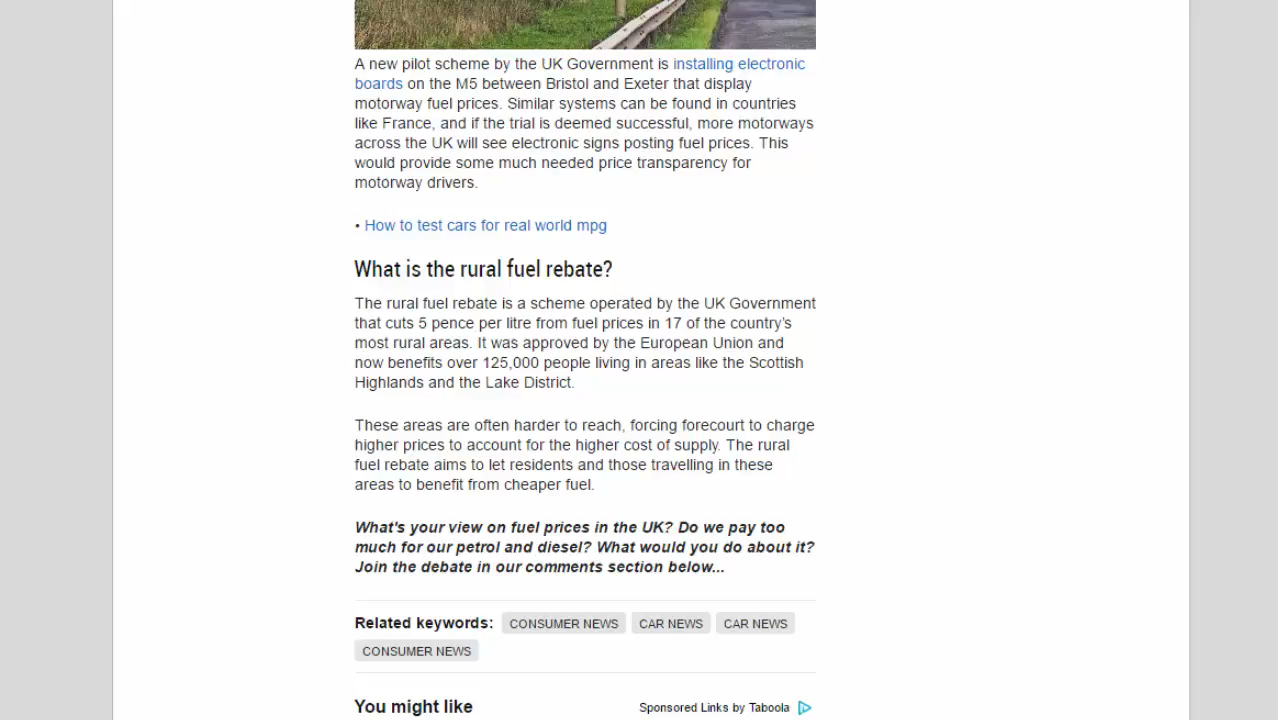 A new pilot scheme by the UK Government is installing electronic
boards on the M5 between Bristol and Exeter that display
motorway fuel prices. Similar systems can be found in countries
like France, and if the trial is deemed successful, more motorways
across the UK will see electronic signs posting fuel prices. This
would provide some much needed price transparency for
motorway drivers.
• How to test cars for real world mpg
What is the rural fuel rebate?
The rural fuel rebate is a scheme operated by the UK Government
that cuts 5 pence per litre from fuel prices in 17 of the country's
most rural areas. It was approved by the European Union and
now benefits over 125,000 people living in areas like the Scottish
Highlands and the Lake District.
These areas are often harder to reach, forcing forecourt to charge
higher prices to account for the higher cost of supply. The rural
fuel rebate aims to let residents and those travelling in these
areas to benefit from cheaper fuel.
What's your view on fuel prices in the UK? Do we pay too
much for our petrol and diesel? What would you do about it?
Join the debate in our comments section below...
Related keywords: CONSUMER NEWS CAR NEWS CAR NEWS
CONSUMER NEWS
You might like Sponsored Links by Taboola